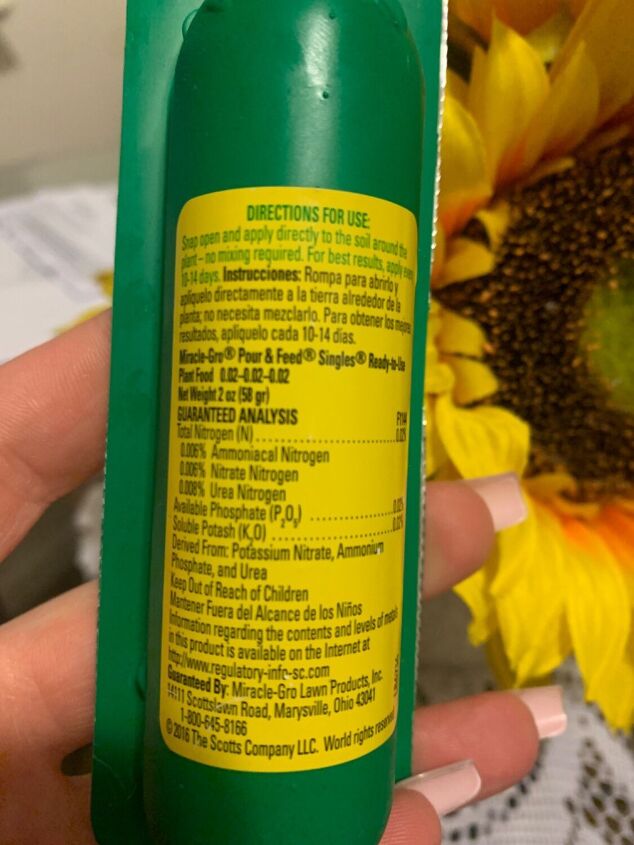 DIRECTIONS FOR USE:
Snap open and apply directly to the soil around the
plant – no mixing required. For best results, apply every
10-14 days. Instrucciones: Rompa para abrirlo y
aplíquelo directamente a la tierra alrededor de la
planta; no necesita mezclarlo. Para obtener los mejores
resultados, aplíquelo cada 10-14 días.
Miracle-Gro® Pour & Feed® Singles® Ready-to-Use
Plant Food 0.02–0.02–0.02
Net Weight 2 oz (58 gr)
GUARANTEED ANALYSIS F1144
Total Nitrogen (N) 0.02%
0.006% Ammoniacal Nitrogen
0.006% Nitrate Nitrogen
0.008% Urea Nitrogen
Available Phosphate (P₂O₅) 0.02%
Soluble Potash (K₂O) 0.02%
Derived From: Potassium Nitrate, Ammonium
Phosphate, and Urea
Keep Out of Reach of Children
Mantener Fuera del Alcance de los Niños
Information regarding the contents and levels of metals
in this product is available on the Internet at
http://www.regulatory-info-sc.com
Guaranteed By: Miracle-Gro Lawn Products, Inc.
14111 Scottslawn Road, Marysville, Ohio 43041
1-800-645-8166
©2016 The Scotts Company LLC. World rights reserved.